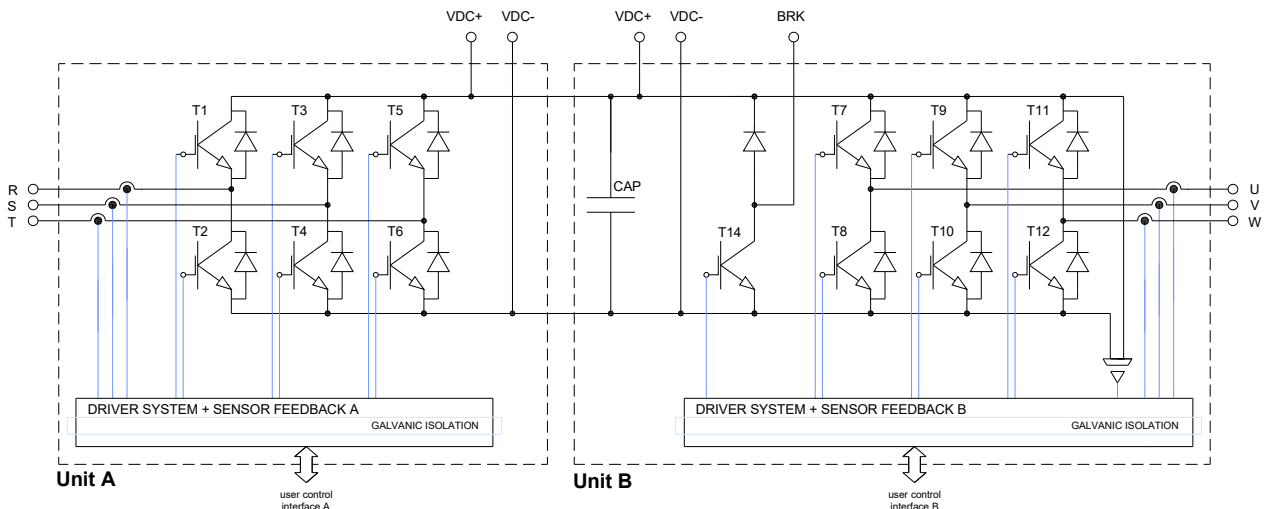 VDC+ VDC- VDC+ VDC- BRK
T1 T3 T5 T7 T9 T11
CAP
R
S
T
U
V
W
T2 T4 T6 T14 T8 T10 T12
DRIVER SYSTEM + SENSOR FEEDBACK A
GALVANIC ISOLATION
DRIVER SYSTEM + SENSOR FEEDBACK B
GALVANIC ISOLATION
Unit A
user control
interface A
Unit B
user control
interface B